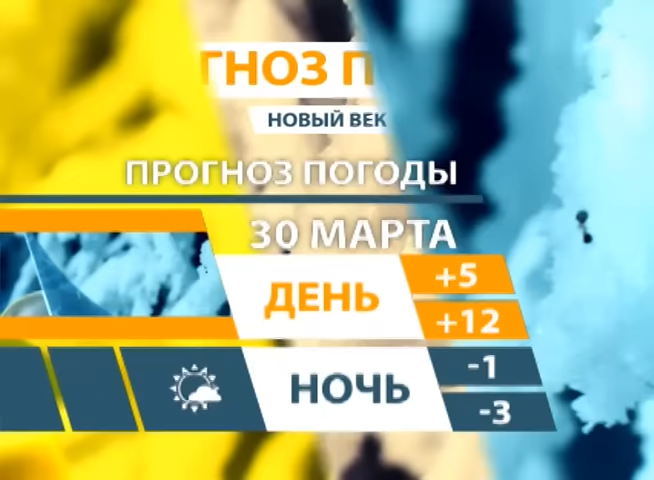 ГНОЗ П
НОВЫЙ ВЕК
ПРОГНОЗ ПОГОДЫ
30 МАРТА
ДЕНЬ
+5
+12
НОЧЬ
-1
-3